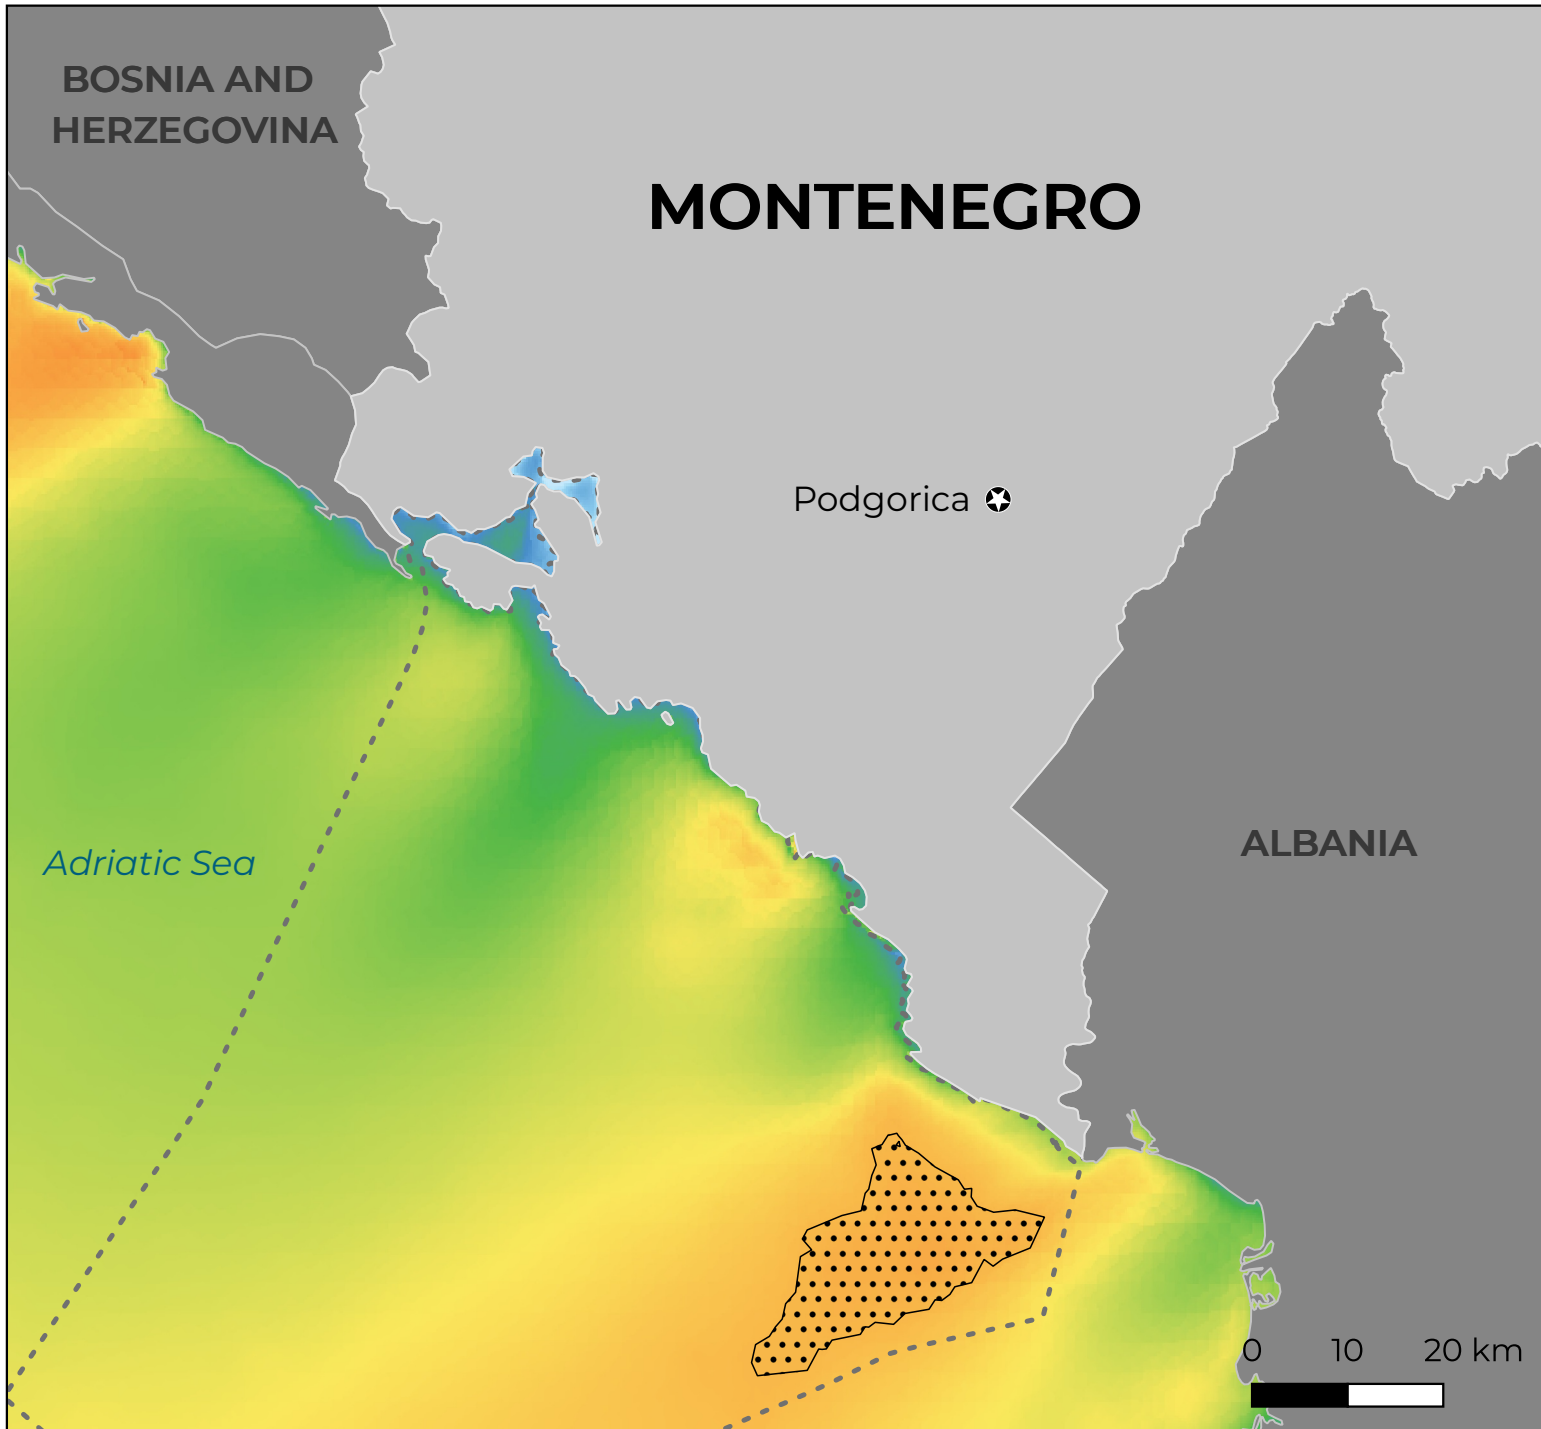 BOSNIA AND
HERZEGOVINA
MONTENEGRO
Podgorica
Adriatic Sea
ALBANIA
0 10 20 km